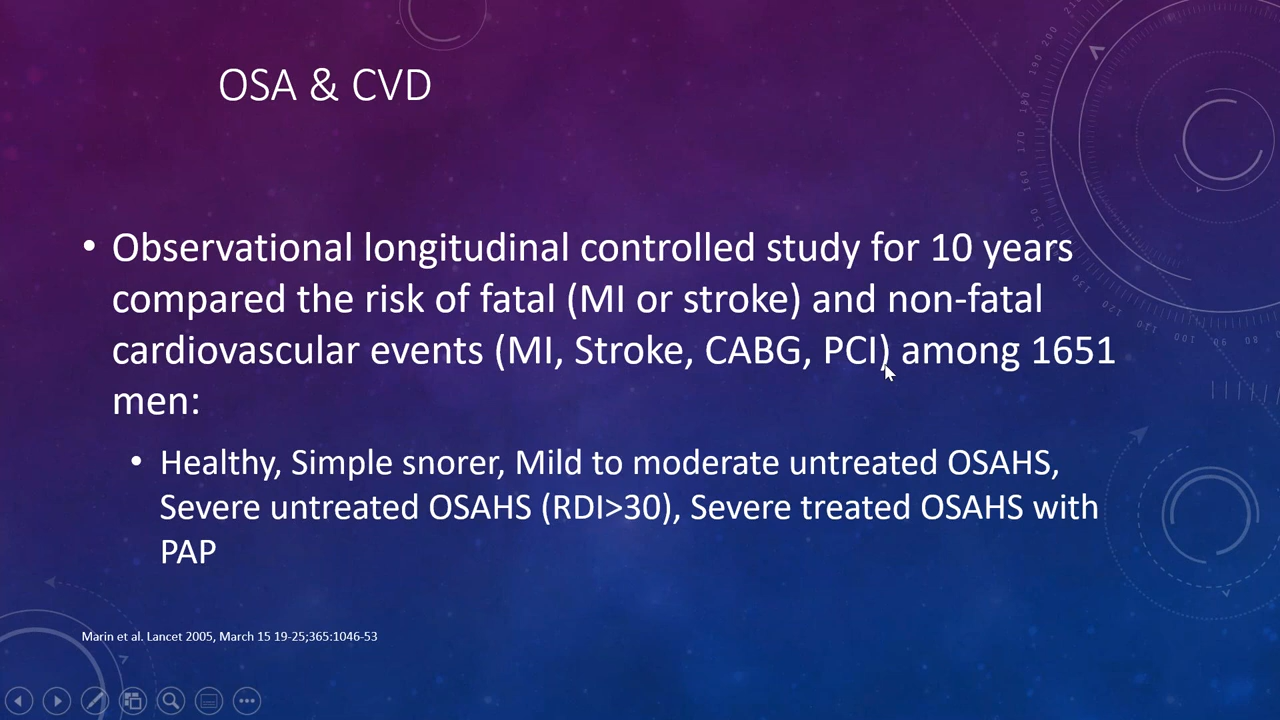 OSA & CVD
• Observational longitudinal controlled study for 10 years
compared the risk of fatal (MI or stroke) and non-fatal
cardiovascular events (MI, Stroke, CABG, PCI) among 1651
men:
• Healthy, Simple snorer, Mild to moderate untreated OSAHS,
Severe untreated OSAHS (RDI>30), Severe treated OSAHS with
PAP
Marin et al. Lancet 2005, March 15 19-25;365:1046-53